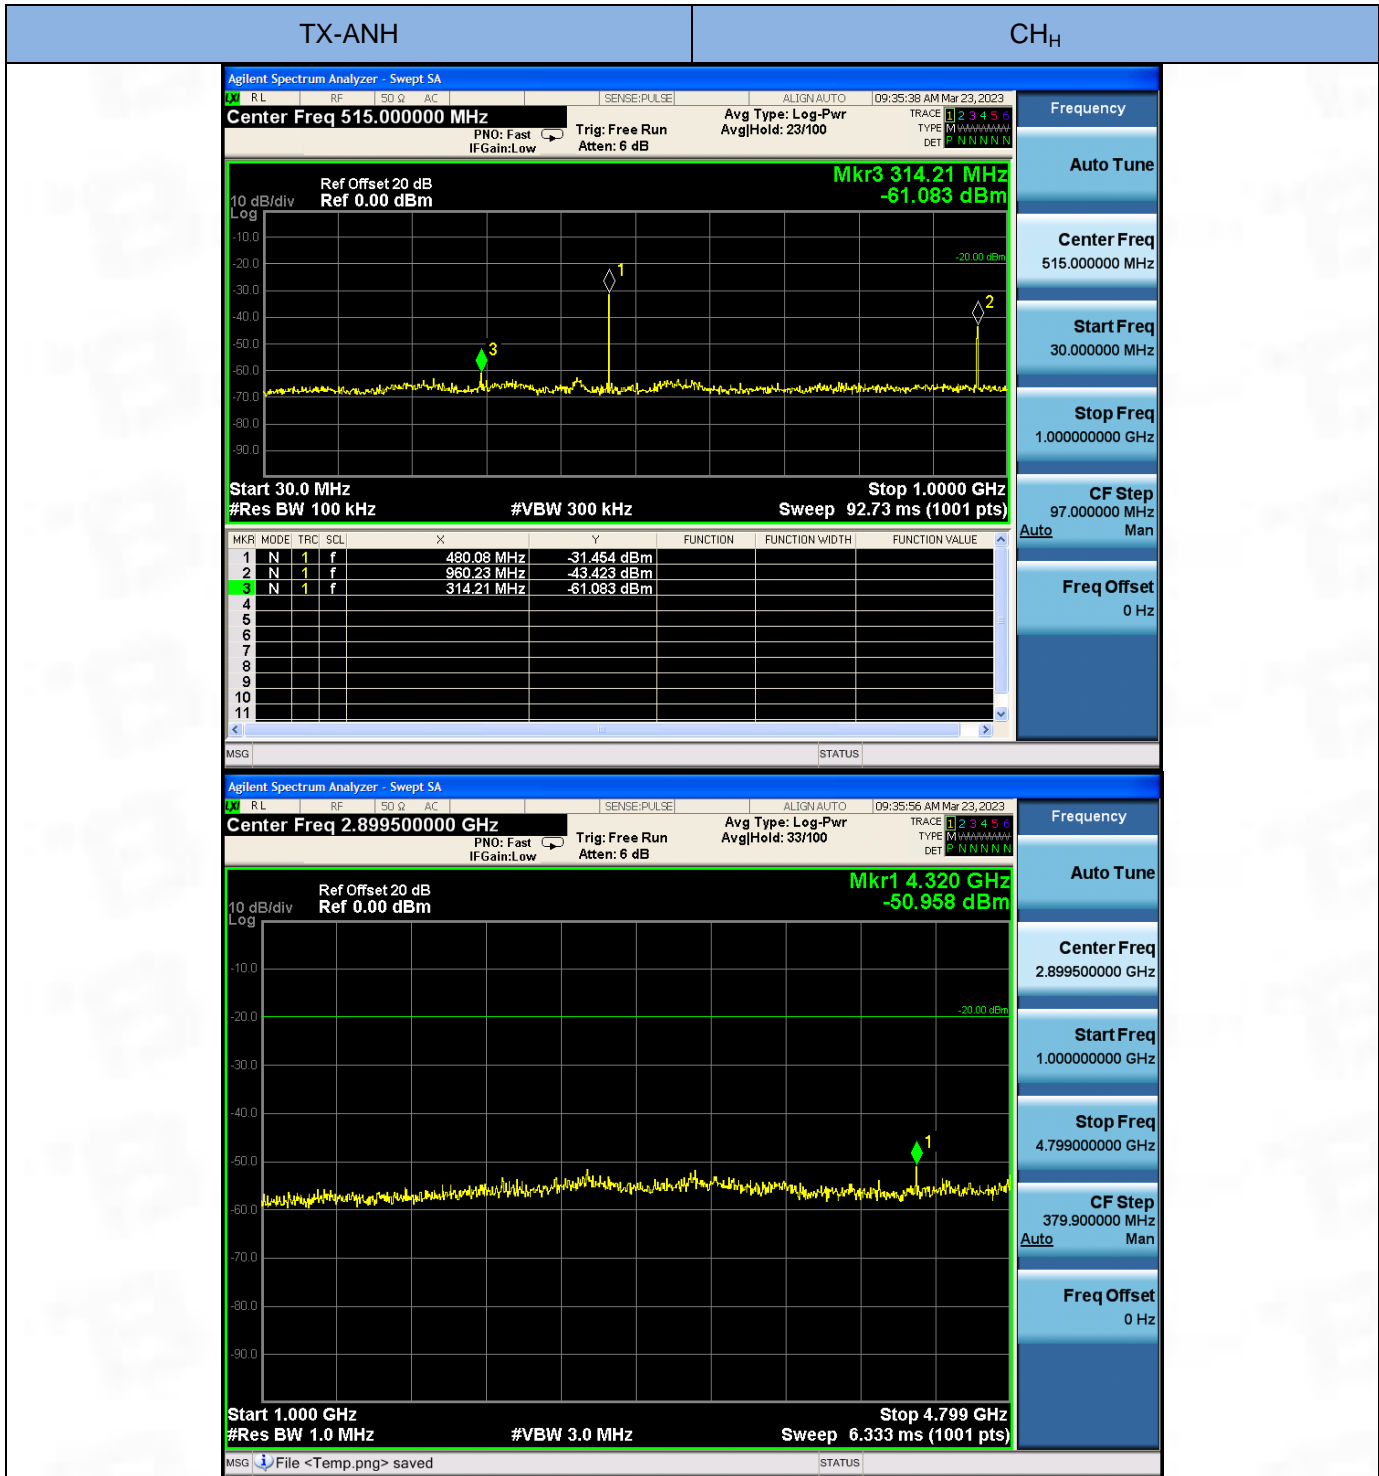 TX-ANH CHH
Agilent Spectrum Analyzer - Swept SA
LXI RL RF 50 Ω AC SENSE:PULSE ALIGN AUTO 09:35:38 AM Mar 23, 2023
Center Freq 515.000000 MHz
PNO: Fast
IFGain:Low
Trig: Free Run
Atten: 6 dB
Avg Type: Log-Pwr
Avg|Hold: 23/100
TRACE 1 2 3 4 5 6
TYPE M
DET P N N N N N
Ref Offset 20 dB
10 dB/div Ref 0.00 dBm
Log
Mkr3 314.21 MHz
-61.083 dBm
-10.0
-20.0
-30.0
-40.0
-50.0
-60.0
-70.0
-80.0
-90.0
-20.00 dBm
1
2
3
Start 30.0 MHz Stop 1.0000 GHz
#Res BW 100 kHz #VBW 300 kHz Sweep 92.73 ms (1001 pts)
MKR MODE TRC SCL X Y FUNCTION FUNCTION WIDTH FUNCTION VALUE
1 N 1 f 480.08 MHz -31.454 dBm
2 N 1 f 960.23 MHz -43.423 dBm
3 N 1 f 314.21 MHz -61.083 dBm
4
5
6
7
8
9
10
11
MSG STATUS
Frequency
Auto Tune
Center Freq
515.000000 MHz
Start Freq
30.000000 MHz
Stop Freq
1.000000000 GHz
CF Step
97.000000 MHz
Auto Man
Freq Offset
0 Hz
Agilent Spectrum Analyzer - Swept SA
LXI RL RF 50 Ω AC SENSE:PULSE ALIGN AUTO 09:35:56 AM Mar 23, 2023
Center Freq 2.899500000 GHz
PNO: Fast
IFGain:Low
Trig: Free Run
Atten: 6 dB
Avg Type: Log-Pwr
Avg|Hold: 33/100
TRACE 1 2 3 4 5 6
TYPE M
DET P N N N N N
Ref Offset 20 dB
10 dB/div Ref 0.00 dBm
Log
Mkr1 4.320 GHz
-50.958 dBm
-10.0
-20.0
-30.0
-40.0
-50.0
-60.0
-70.0
-80.0
-90.0
-20.00 dBm
1
Start 1.000 GHz Stop 4.799 GHz
#Res BW 1.0 MHz #VBW 3.0 MHz Sweep 6.333 ms (1001 pts)
MSG File <Temp.png> saved STATUS
Frequency
Auto Tune
Center Freq
2.899500000 GHz
Start Freq
1.000000000 GHz
Stop Freq
4.799000000 GHz
CF Step
379.900000 MHz
Auto Man
Freq Offset
0 Hz